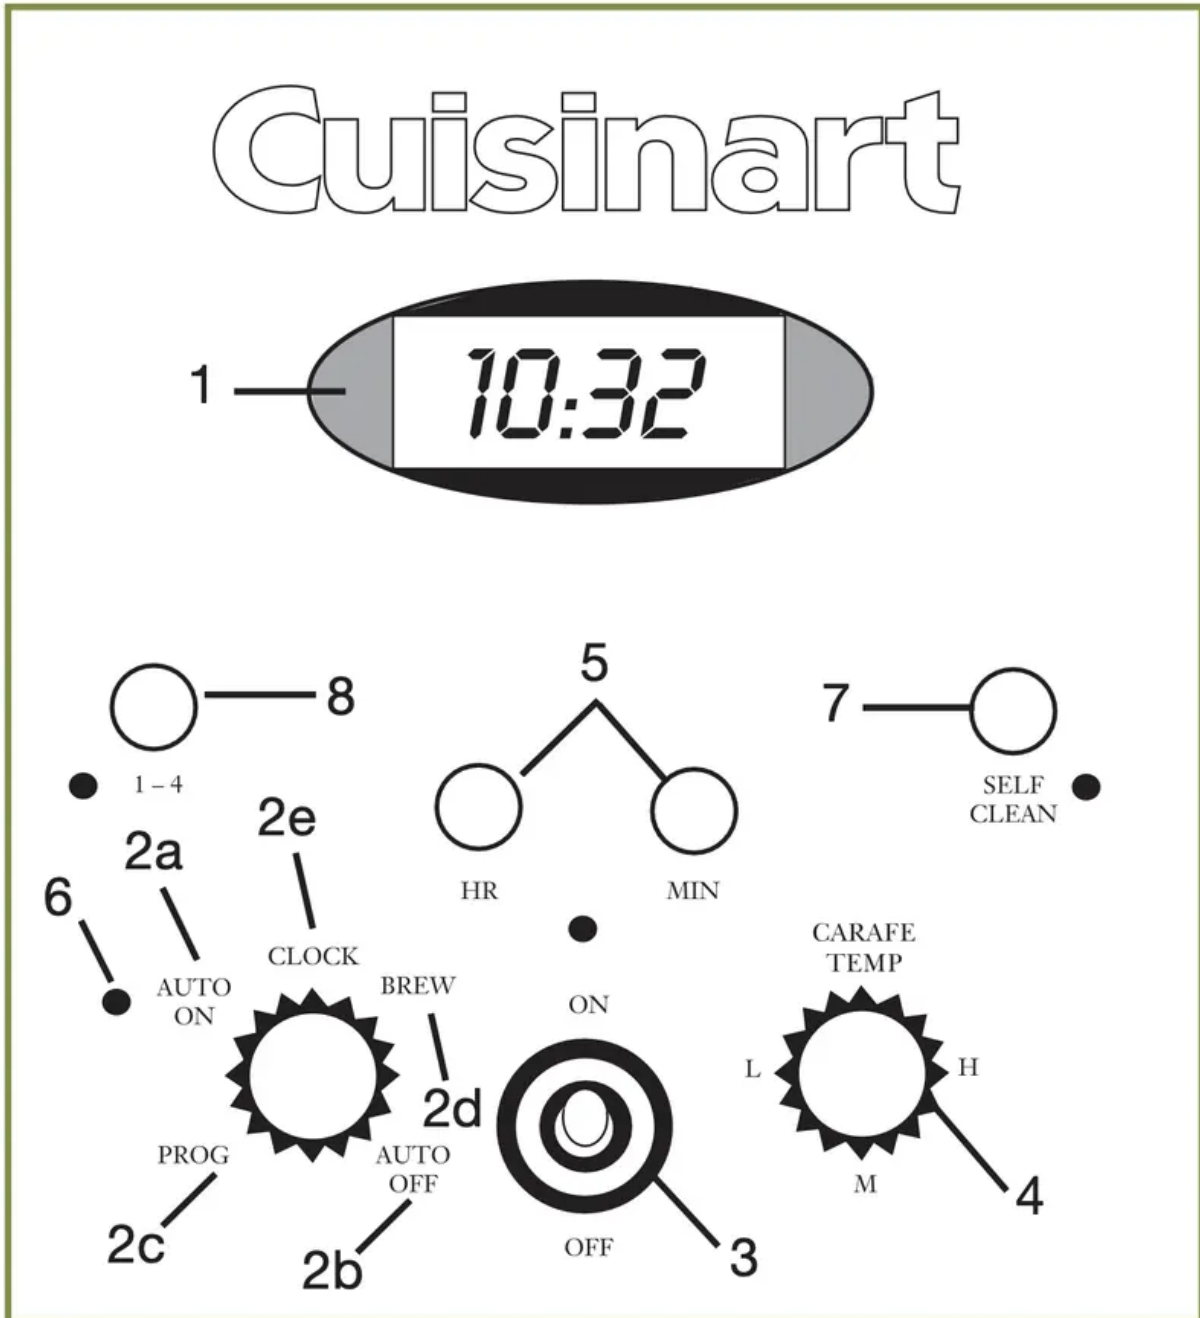 Cuisinart
1
10:32
5
8
7
1 – 4
SELF
CLEAN
2e
2a
6
HR
MIN
CLOCK
CARAFE
TEMP
AUTO
ON
BREW
ON
L
H
2d
PROG
AUTO
OFF
M
4
2c
2b
OFF
3